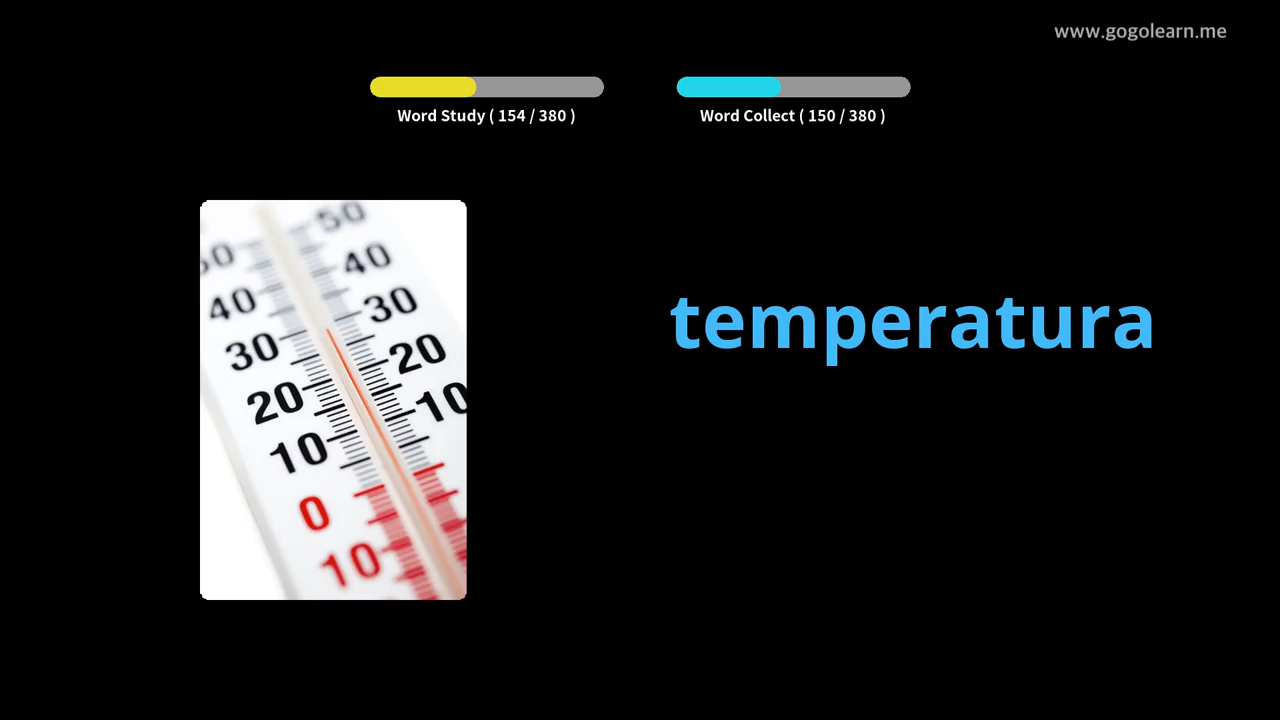 www.gogolearn.me
Word Study ( 154 / 380 )
Word Collect ( 150 / 380 )
50
40 40
30 30
20 20
10 10
0
10
temperatura